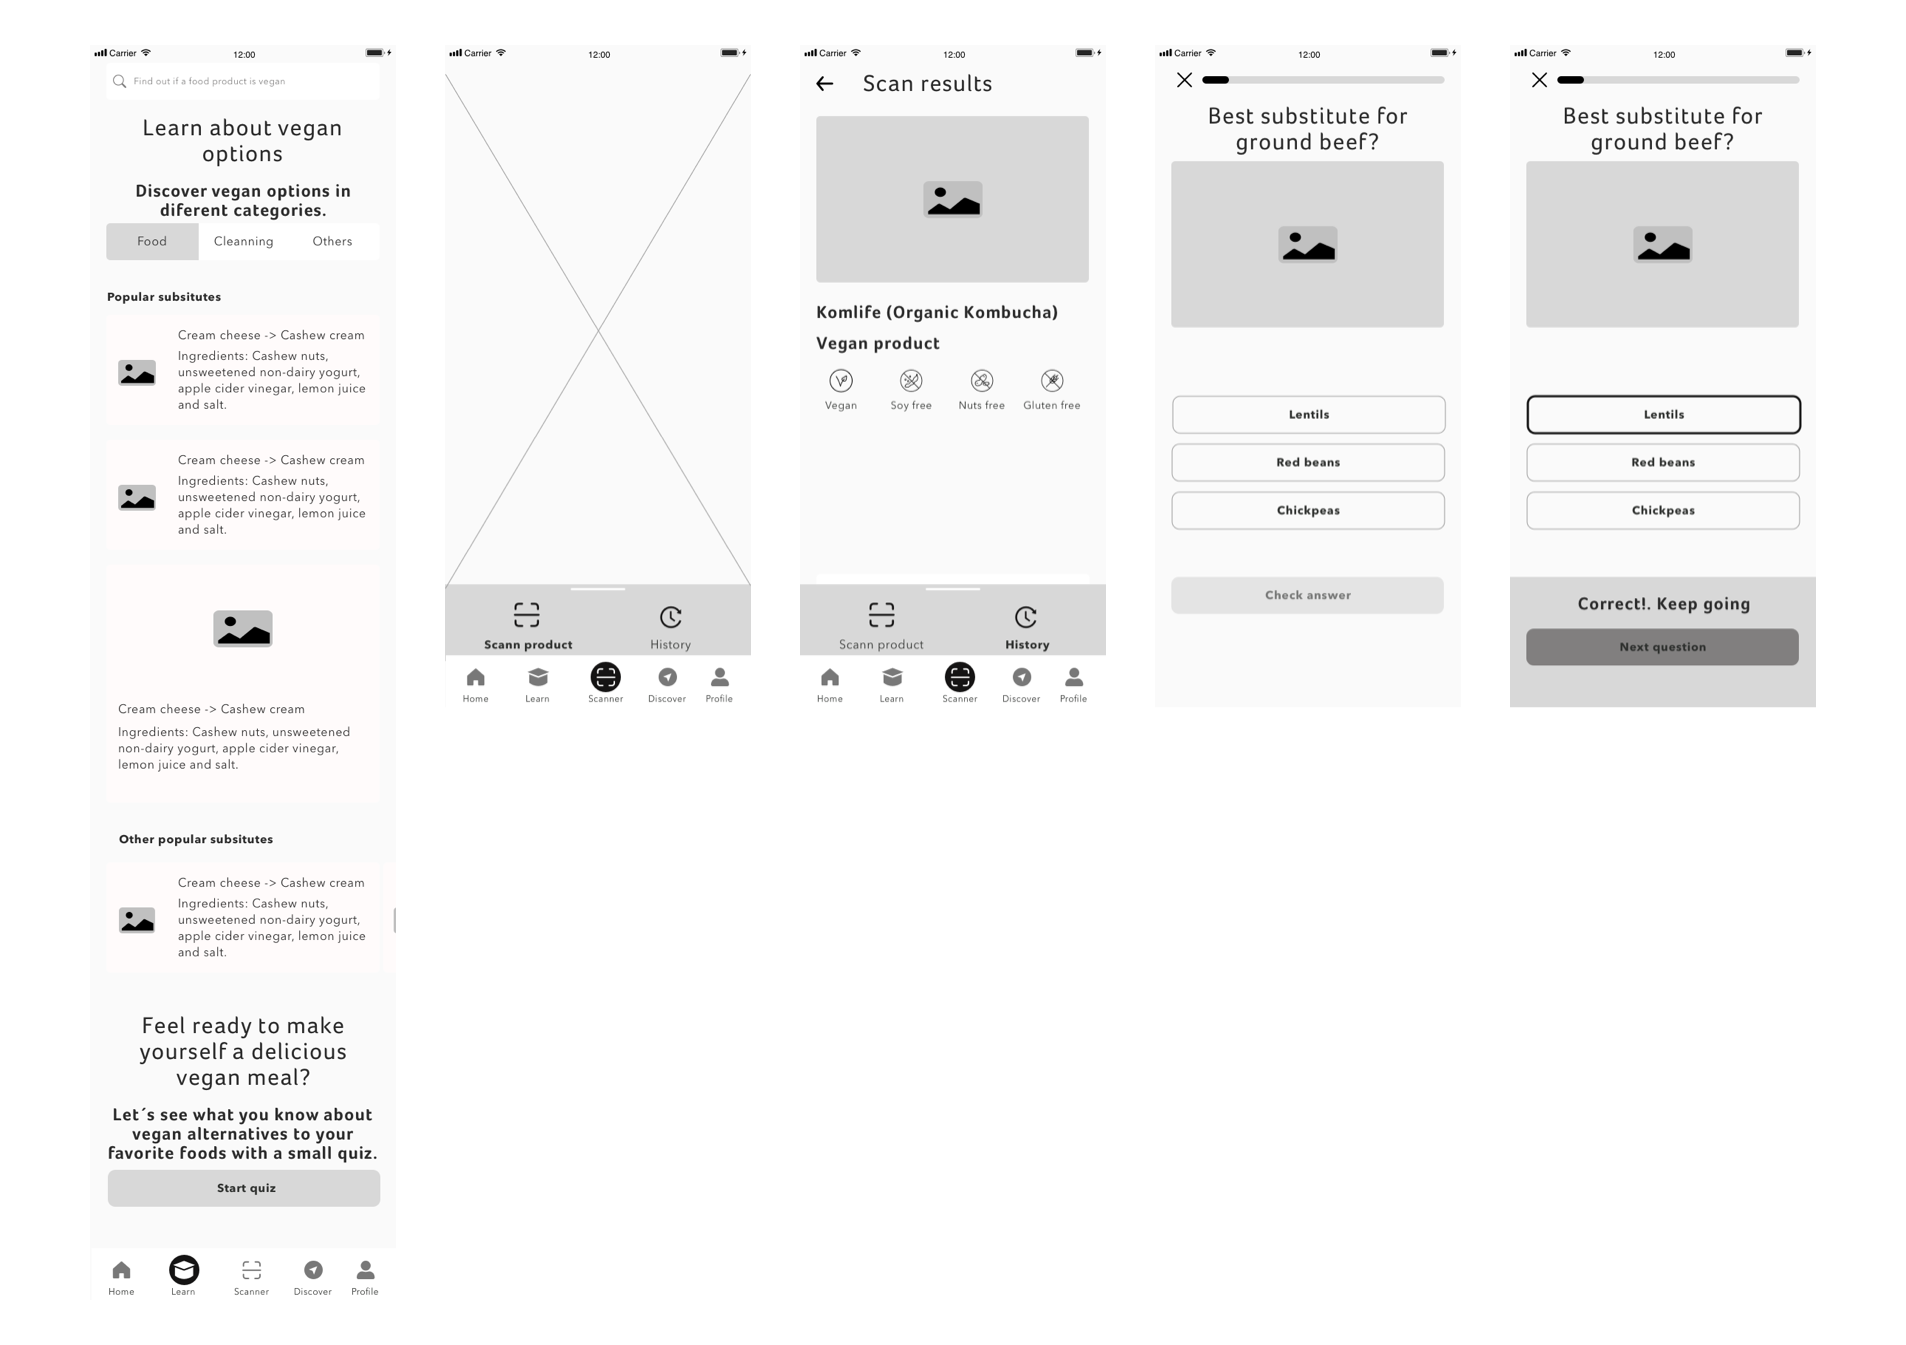 Carrier
12:00
Find out if a food product is vegan
Learn about vegan
options
Discover vegan options in
diferent categories.
Food
Cleanning
Others
Popular subsitutes
Cream cheese -> Cashew cream
Ingredients: Cashew nuts,
unsweetened non-dairy yogurt,
apple cider vinegar, lemon juice
and salt.
Cream cheese -> Cashew cream
Ingredients: Cashew nuts,
unsweetened non-dairy yogurt,
apple cider vinegar, lemon juice
and salt.
Cream cheese -> Cashew cream
Ingredients: Cashew nuts, unsweetened
non-dairy yogurt, apple cider vinegar,
lemon juice and salt.
Other popular subsitutes
Cream cheese -> Cashew cream
Ingredients: Cashew nuts,
unsweetened non-dairy yogurt,
apple cider vinegar, lemon juice
and salt.
Feel ready to make
yourself a delicious
vegan meal?
Let´s see what you know about
vegan alternatives to your
favorite foods with a small quiz.
Start quiz
Home
Learn
Scanner
Discover
Profile
Carrier
12:00
Scann product
History
Home
Learn
Scanner
Discover
Profile
Carrier
12:00
Scan results
Komlife (Organic Kombucha)
Vegan product
Vegan
Soy free
Nuts free
Gluten free
Scann product
History
Home
Learn
Scanner
Discover
Profile
Carrier
12:00
Best substitute for
ground beef?
Lentils
Red beans
Chickpeas
Check answer
Carrier
12:00
Best substitute for
ground beef?
Lentils
Red beans
Chickpeas
Correct!. Keep going
Next question